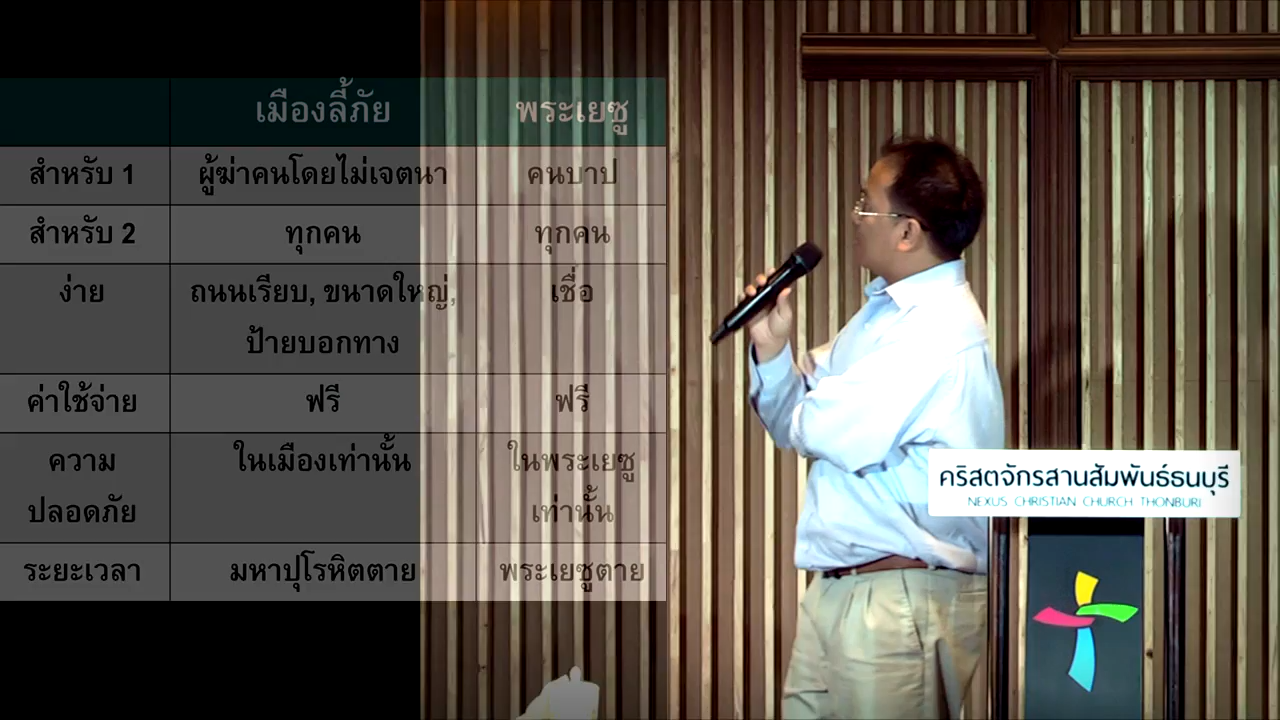 เมืองลี้ภัย พระเยซู
สำหรับ 1 ผู้ฆ่าคนโดยไม่เจตนา คนบาป
สำหรับ 2 ทุกคน ทุกคน
ง่าย ถนนเรียบ, ขนาดใหญ่, เชื่อ
ป้ายบอกทาง
ค่าใช้จ่าย ฟรี ฟรี
ความ ในเมืองเท่านั้น ในพระเยซู
ปลอดภัย เท่านั้น
ระยะเวลา มหาปุโรหิตตาย พระเยซูตาย
คริสตจักรสานสัมพันธ์ธนบุรี
NEXUS CHRISTIAN CHURCH THONBURI